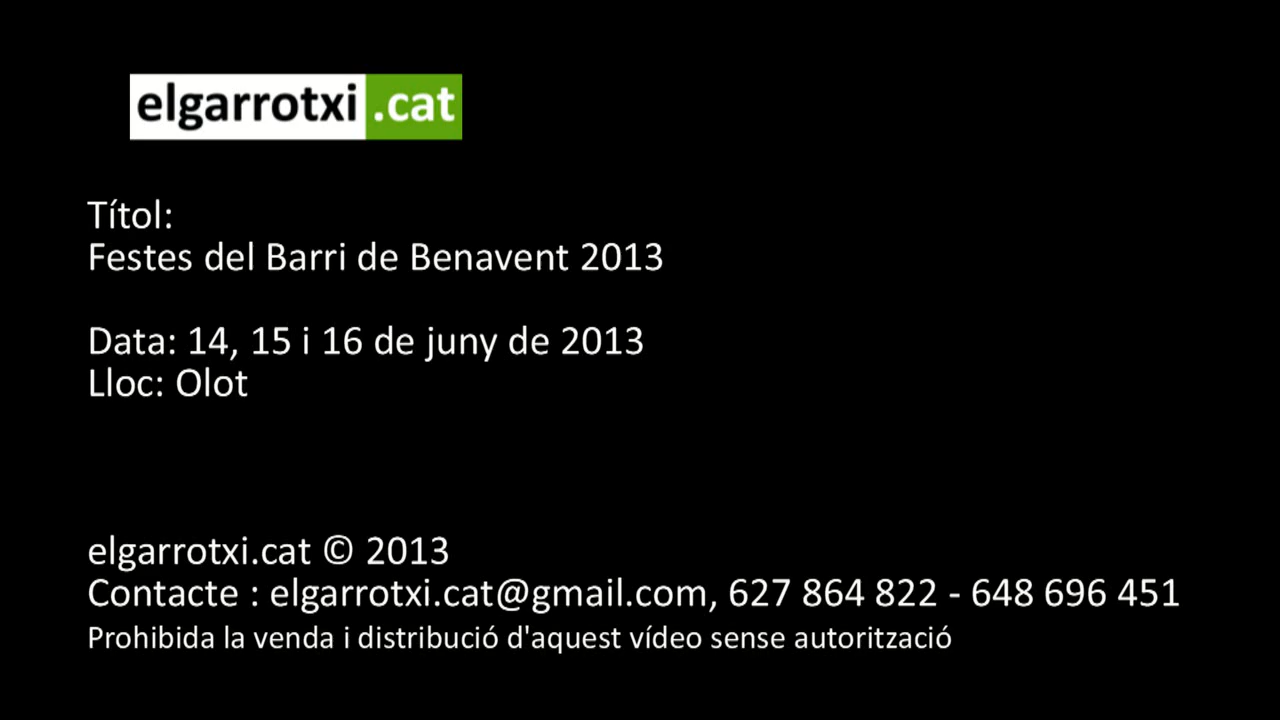 elgarrotxi.cat
Títol:
Festes del Barri de Benavent 2013
Data: 14, 15 i 16 de juny de 2013
Lloc: Olot
elgarrotxi.cat © 2013
Contacte : elgarrotxi.cat@gmail.com, 627 864 822 - 648 696 451
Prohibida la venda i distribució d'aquest vídeo sense autorització